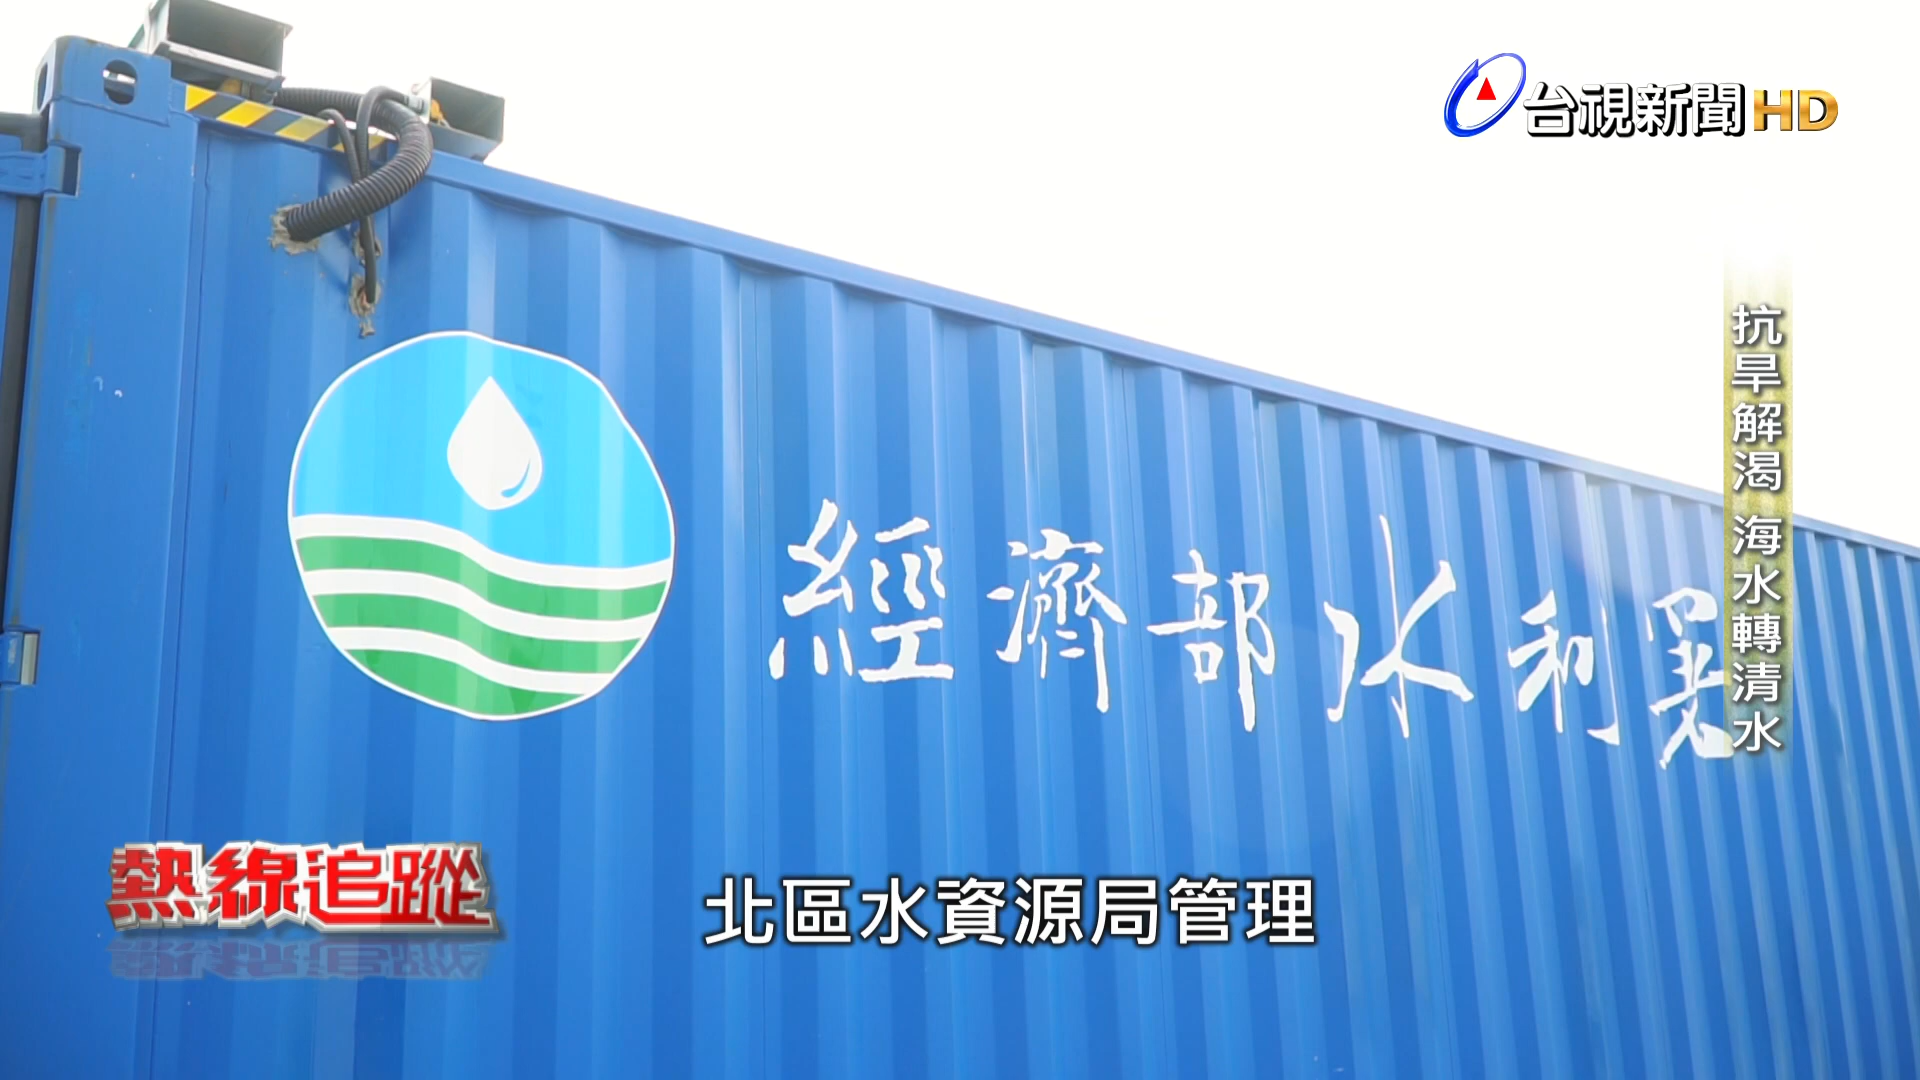 台視新聞HD
抗旱解渴 海水轉清水
經濟部水利署
熱線追蹤
北區水資源局管理